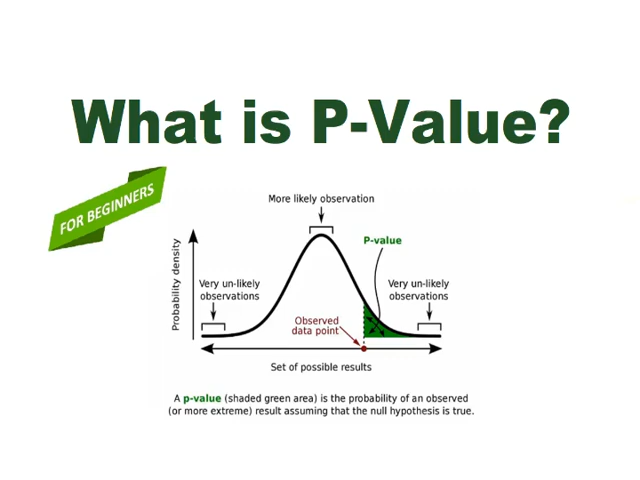 What is P-Value?
FOR BEGINNERS
More likely observation
P-value
Very un-likely
observations
Very un-likely
observations
Probability density
Observed
data point
Set of possible results
A p-value (shaded green area) is the probability of an observed
(or more extreme) result assuming that the null hypothesis is true.